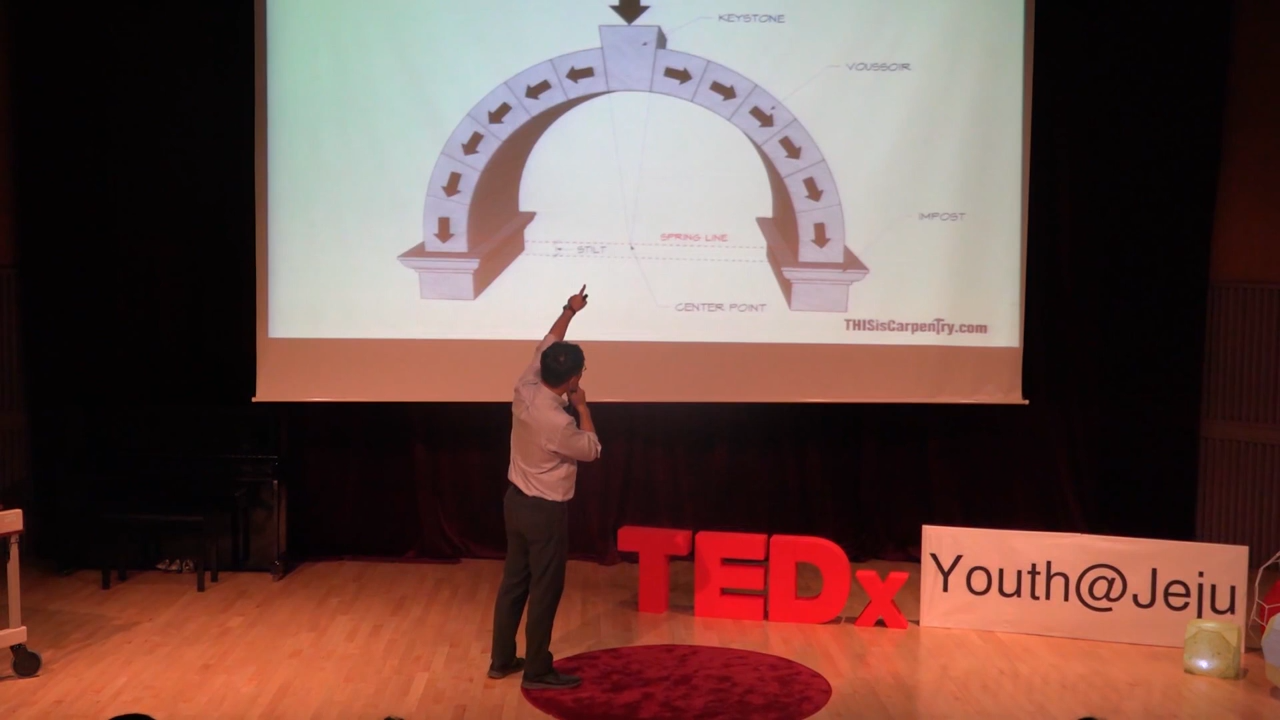 KEYSTONE
VOUSSOIR
IMPOST
SPRING LINE
STILT
CENTER POINT
THISisCarpenTry.com
TEDx
Youth@Jeju